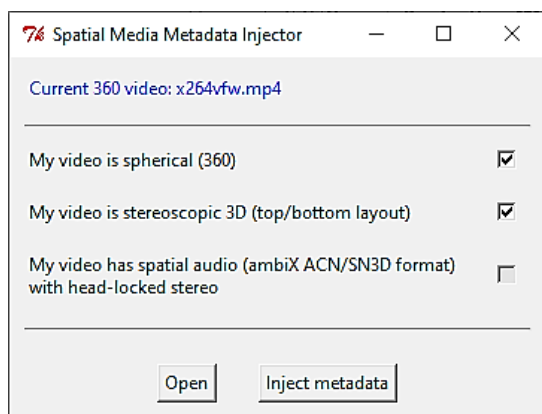 Spatial Media Metadata Injector
Current 360 video: x264vfw.mp4
My video is spherical (360)
My video is stereoscopic 3D (top/bottom layout)
My video has spatial audio (ambiX ACN/SN3D format)
with head-locked stereo
Open Inject metadata